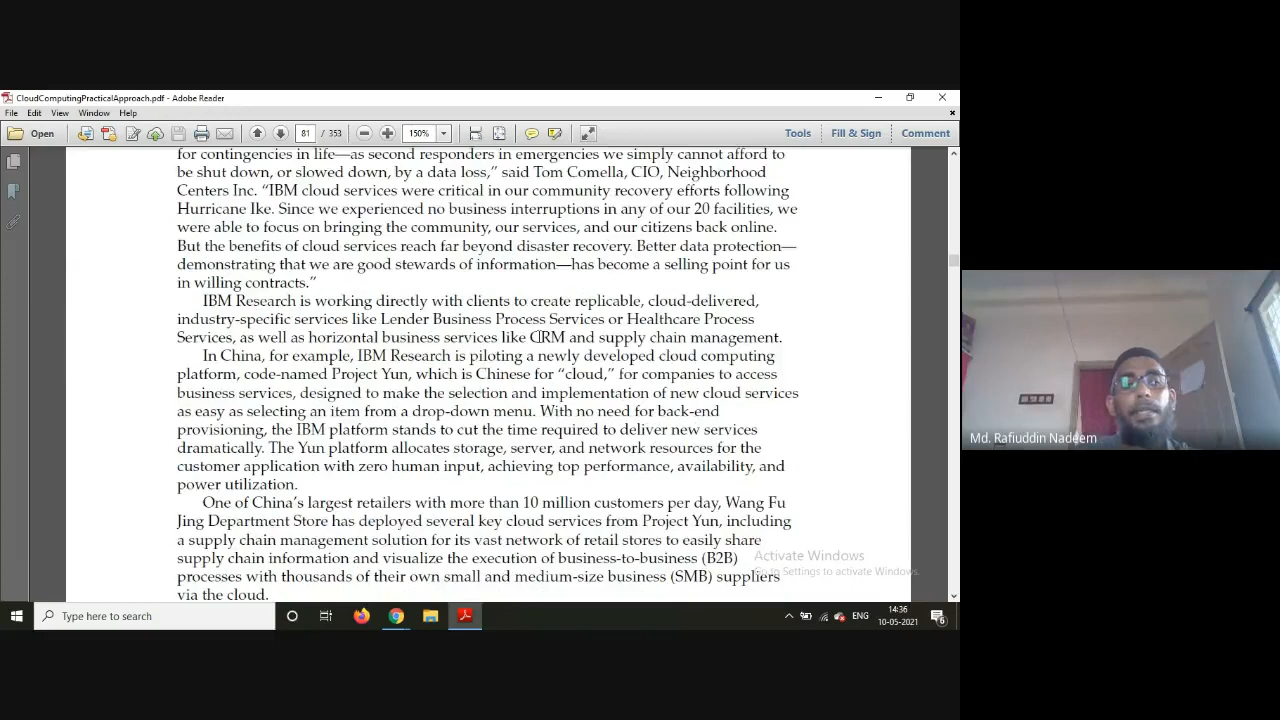 CloudComputingPracticalApproach.pdf - Adobe Reader
File Edit View Window Help
Open 81 / 353 150% Tools Fill & Sign Comment
for contingencies in life—as second responders in emergencies we simply cannot afford to
be shut down, or slowed down, by a data loss,” said Tom Comella, CIO, Neighborhood
Centers Inc. “IBM cloud services were critical in our community recovery efforts following
Hurricane Ike. Since we experienced no business interruptions in any of our 20 facilities, we
were able to focus on bringing the community, our services, and our citizens back online.
But the benefits of cloud services reach far beyond disaster recovery. Better data protection—
demonstrating that we are good stewards of information—has become a selling point for us
in willing contracts.”
IBM Research is working directly with clients to create replicable, cloud-delivered,
industry-specific services like Lender Business Process Services or Healthcare Process
Services, as well as horizontal business services like CRM and supply chain management.
In China, for example, IBM Research is piloting a newly developed cloud computing
platform, code-named Project Yun, which is Chinese for “cloud,” for companies to access
business services, designed to make the selection and implementation of new cloud services
as easy as selecting an item from a drop-down menu. With no need for back-end
provisioning, the IBM platform stands to cut the time required to deliver new services
dramatically. The Yun platform allocates storage, server, and network resources for the
customer application with zero human input, achieving top performance, availability, and
power utilization.
One of China’s largest retailers with more than 10 million customers per day, Wang Fu
Jing Department Store has deployed several key cloud services from Project Yun, including
a supply chain management solution for its vast network of retail stores to easily share
supply chain information and visualize the execution of business-to-business (B2B)
processes with thousands of their own small and medium-size business (SMB) suppliers
via the cloud.
Activate Windows
Go to Settings to activate Windows.
Md. Rafiuddin Nadeem
Type here to search
ENG
14:36
10-05-2021
6